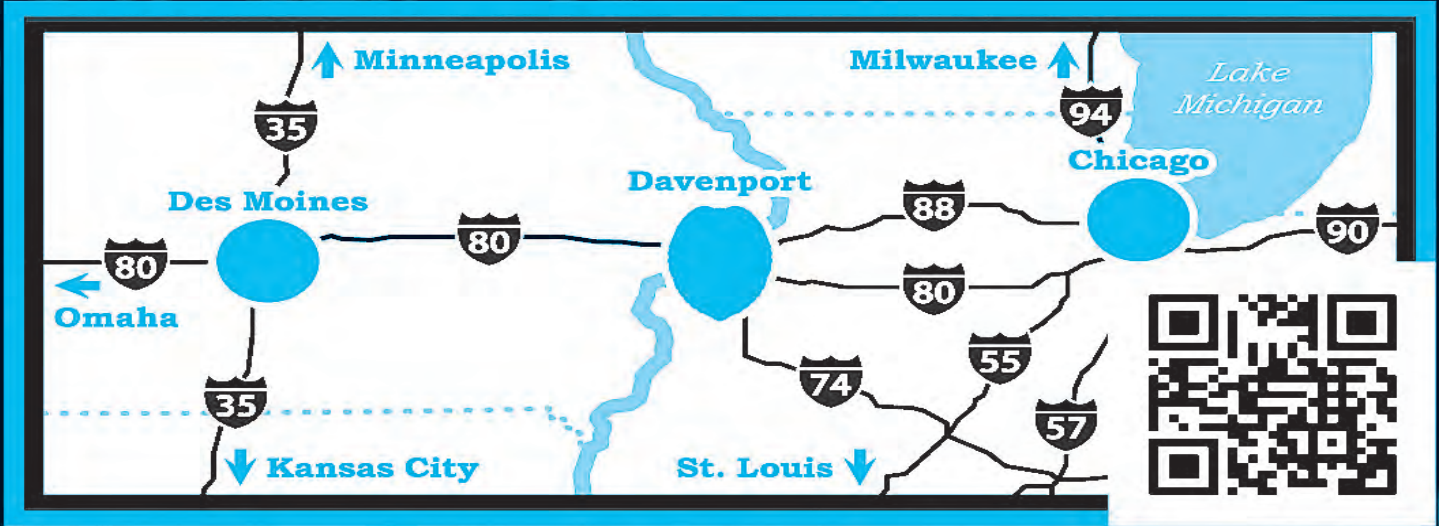 Minneapolis
Milwaukee
Lake
Michigan
35
94
Chicago
Davenport
Des Moines
88
80
90
80
80
Omaha
55
74
35
57
Kansas City
St. Louis